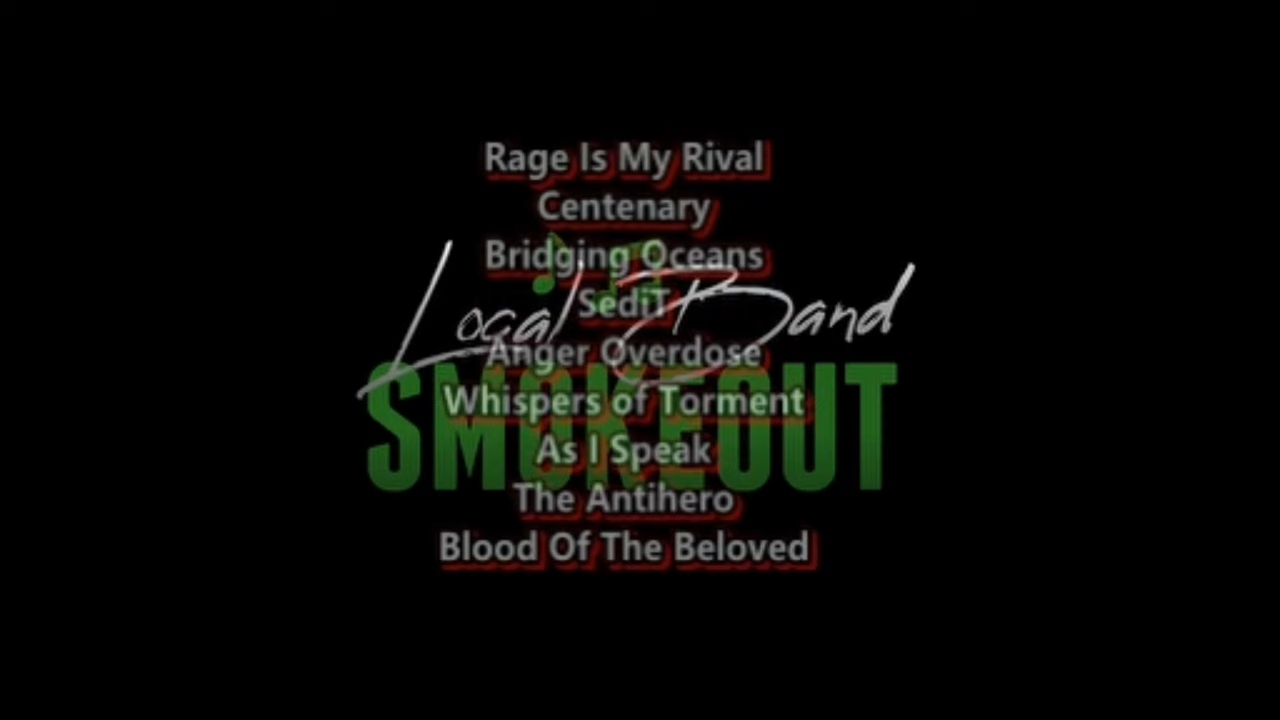 Rage Is My Rival
Centenary
Bridging Oceans
SediT
Local Band
Anger Overdose
SMOKEOUT
Whispers of Torment
As I Speak
The Antihero
Blood Of The Beloved